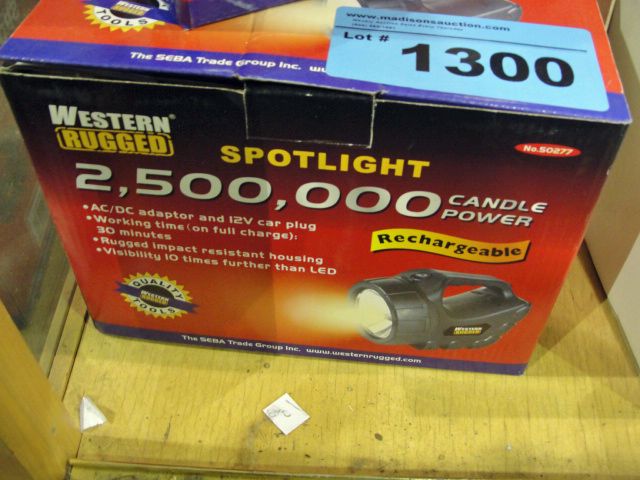 www.madisonsauction.com
Lot # 1300
TOOLS
The SEBA Trade Group Inc.
WESTERN®
RUGGED
No.50277
SPOTLIGHT
2,500,000 CANDLE
POWER
•AC/DC adaptor and 12V car plug
•Working time (on full charge):
30 minutes
•Rugged impact resistant housing
•Visibility 10 times further than LED
Rechargeable
QUALITY
WESTERN
RUGGED
TOOLS
WESTERN
RUGGED
The SEBA Trade Group Inc. www.westernrugged.com